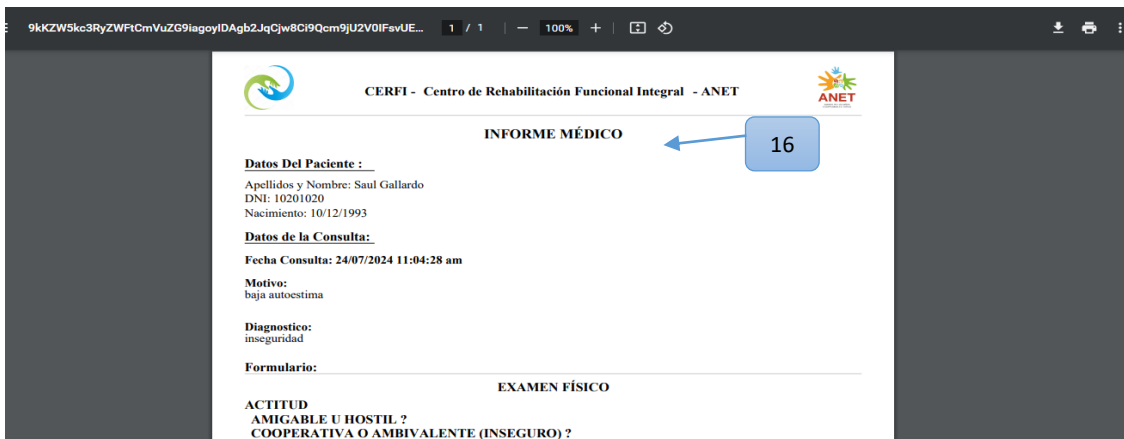 9kKZW5kc3RyZWFtCmVuZG9iagoyIDAgb2JqCjw8Ci9Qcm9jU2V0IFsvUE... 1 / 1 100%
CERFI - Centro de Rehabilitación Funcional Integral - ANET
ANET
INFORME MÉDICO
16
Datos Del Paciente :
Apellidos y Nombre: Saul Gallardo
DNI: 10201020
Nacimiento: 10/12/1993
Datos de la Consulta:
Fecha Consulta: 24/07/2024 11:04:28 am
Motivo:
baja autoestima
Diagnostico:
inseguridad
Formulario:
EXAMEN FÍSICO
ACTITUD
AMIGABLE U HOSTIL ?
COOPERATIVA O AMBIVALENTE (INSEGURO) ?